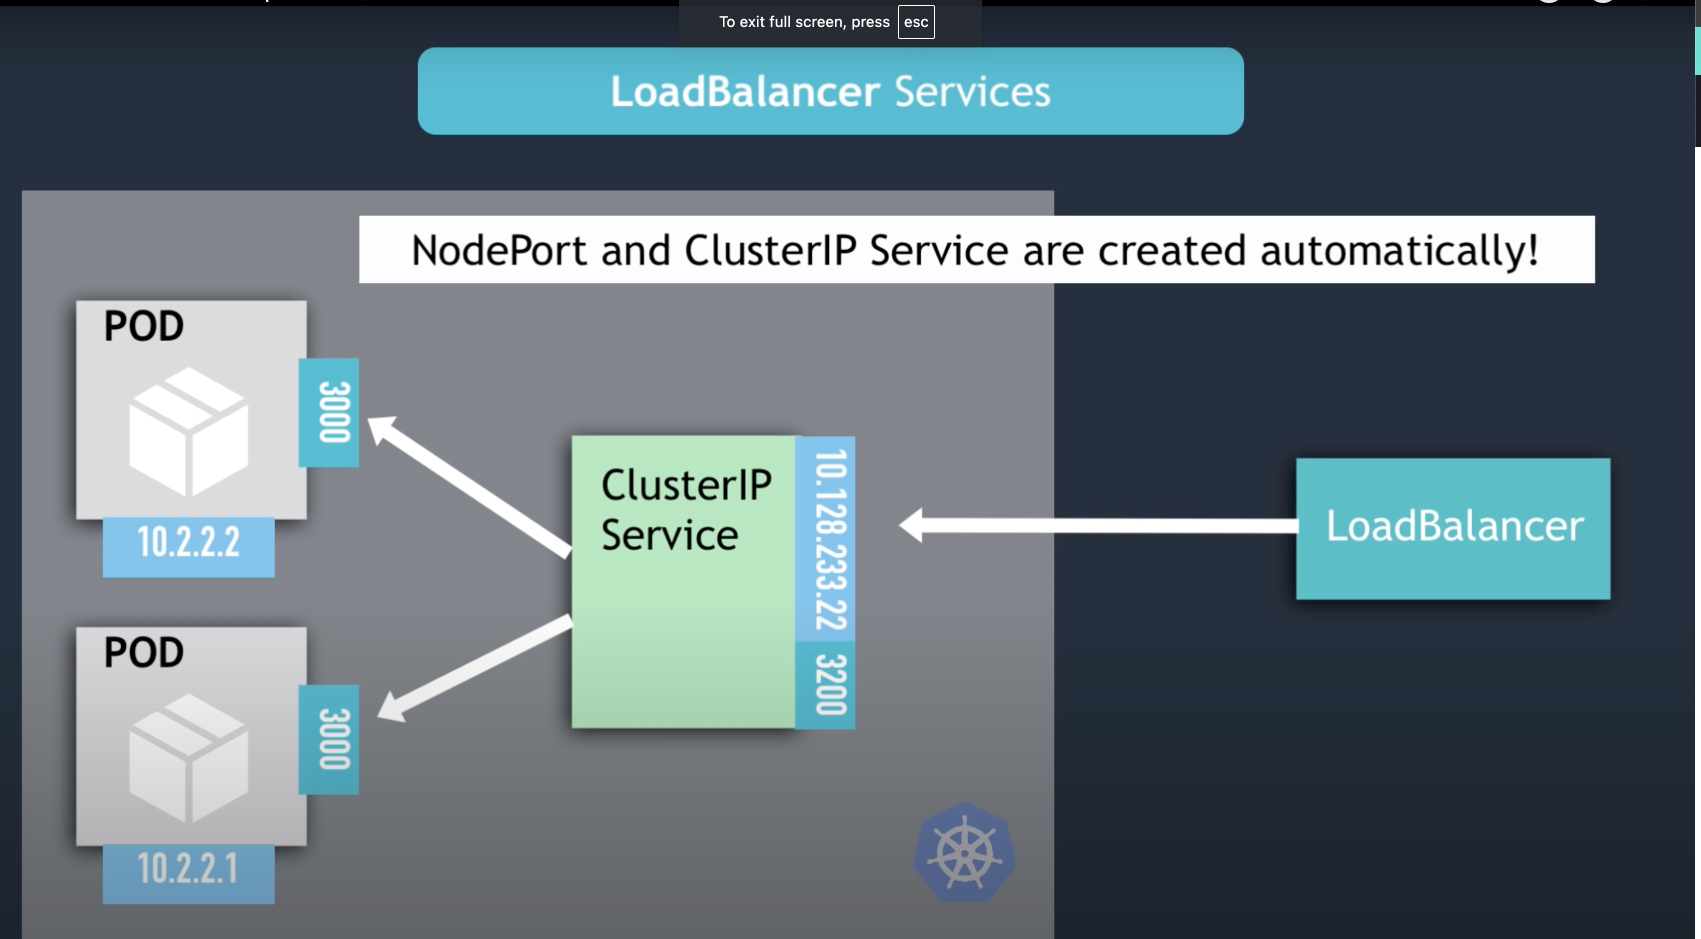 To exit full screen, press esc
LoadBalancer Services
NodePort and ClusterIP Service are created automatically!
POD
3000
10.2.2.2
ClusterIP
Service
10.128.233.22
3200
LoadBalancer
POD
3000
10.2.2.1